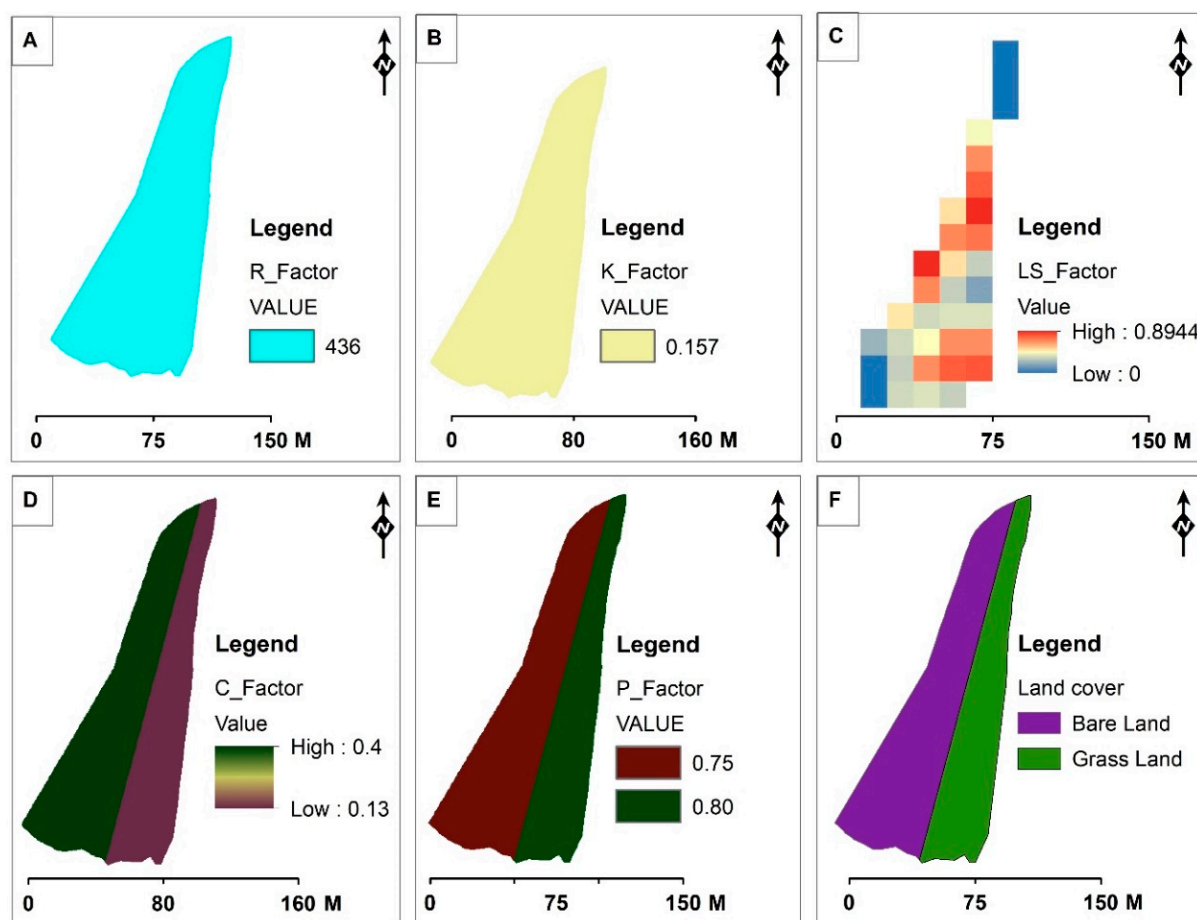 A
N
Legend
R_Factor
VALUE
436
0 75 150 M
B
N
Legend
K_Factor
VALUE
0.157
0 80 160 M
C
N
Legend
LS_Factor
Value
High : 0.8944
Low : 0
0 75 150 M
D
N
Legend
C_Factor
Value
High : 0.4
Low : 0.13
0 80 160 M
E
N
Legend
P_Factor
VALUE
0.75
0.80
0 75 150 M
F
N
Legend
Land cover
Bare Land
Grass Land
0 75 150 M